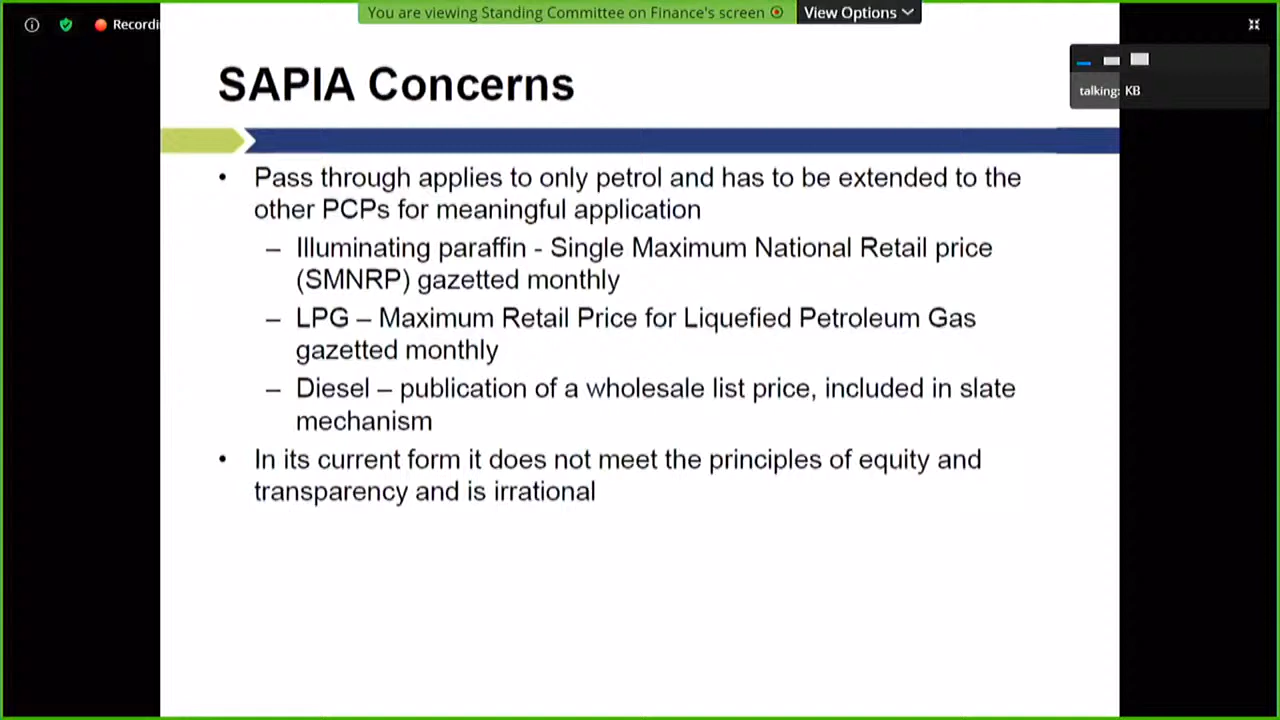 You are viewing Standing Committee on Finance's screen
View Options
Recordi
talking: KB
SAPIA Concerns
• Pass through applies to only petrol and has to be extended to the
other PCPs for meaningful application
– Illuminating paraffin - Single Maximum National Retail price
(SMNRP) gazetted monthly
– LPG – Maximum Retail Price for Liquefied Petroleum Gas
gazetted monthly
– Diesel – publication of a wholesale list price, included in slate
mechanism
• In its current form it does not meet the principles of equity and
transparency and is irrational